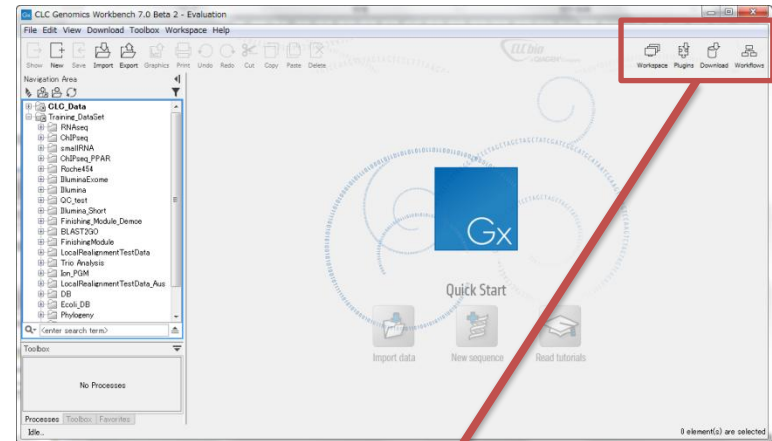 CLC Genomics Workbench 7.0 Beta 2 - Evaluation
File Edit View Download Toolbox Workspace Help
Show New Save Import Export Graphics Print Undo Redo Cut Copy Paste Delete
Workspace Plugins Download Workflows
CLC bio
Navigation Area
CLC_Data
Training_DataSet
RNAseq
ChIPseq
smallRNA
ChIPseq_PPAR
Roche454
IlluminaExome
Illumina
QC_test
Illumina_Short
Finishing_Module_Demoe
BLAST2GO
FinishingModule
LocalRealignmentTestData
Trio Analysis
Ion_PGM
LocalRealignmentTestData_Aus
DB
Ecoli_DB
Phylogeny
<enter search term>
Toolbox
No Processes
Processes Toolbox Favorites
Idle...
0 element(s) are selected
Gx
Quick Start
Import data New sequence Read tutorials